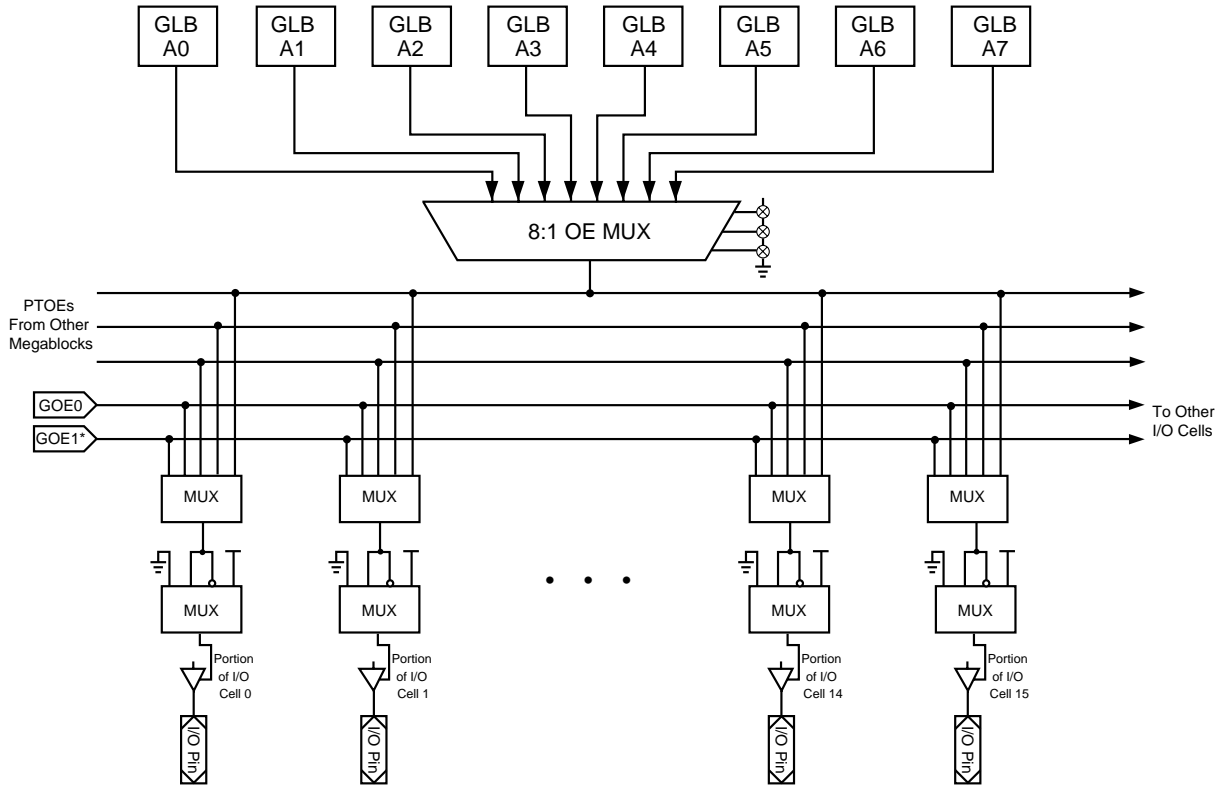 GLB
A0
GLB
A1
GLB
A2
GLB
A3
GLB
A4
GLB
A5
GLB
A6
GLB
A7
8:1 OE MUX
PTOEs
From Other
Megablocks
GOE0
GOE1*
To Other
I/O Cells
MUX
MUX
MUX
MUX
. . .
MUX
MUX
MUX
MUX
Portion
of I/O
Cell 0
Portion
of I/O
Cell 1
Portion
of I/O
Cell 14
Portion
of I/O
Cell 15
I/O Pin
I/O Pin
I/O Pin
I/O Pin